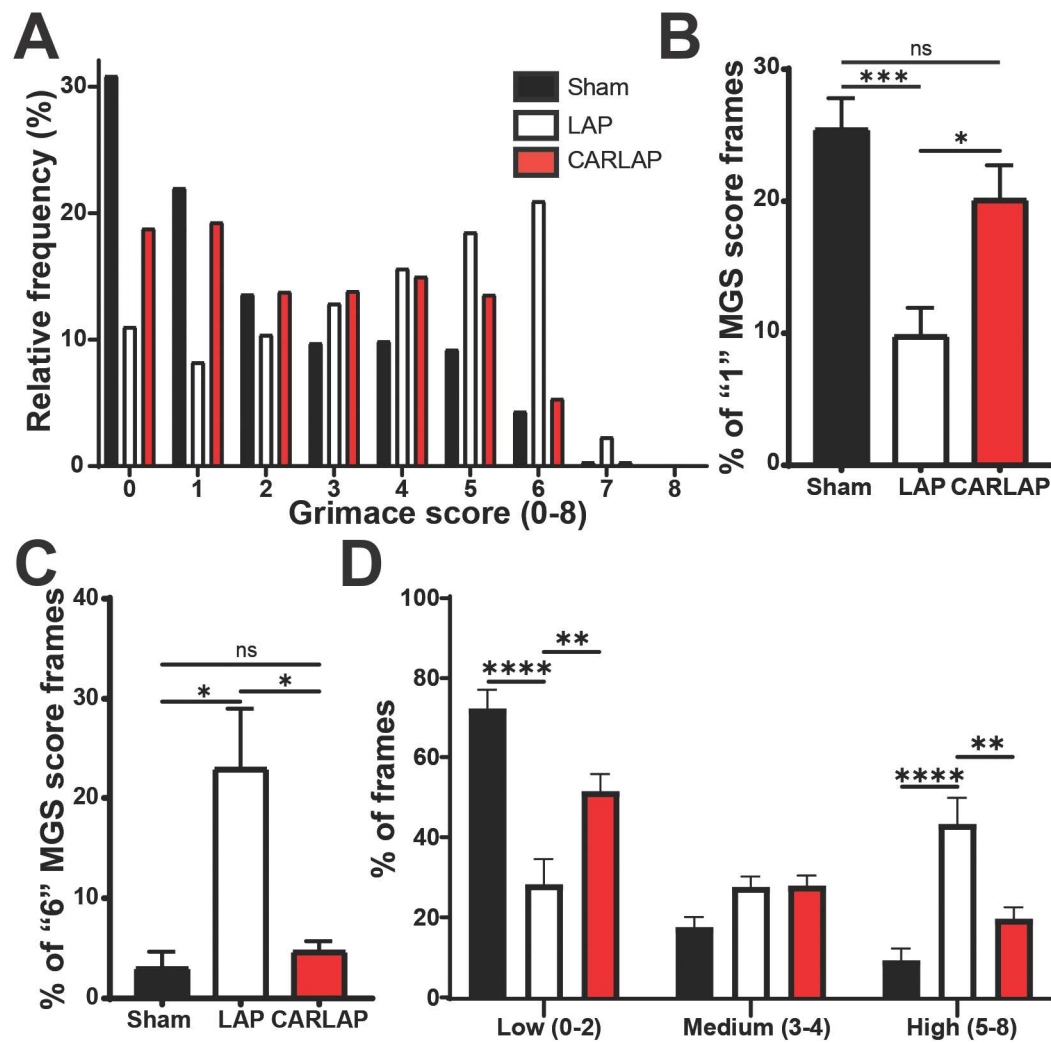 A
Relative frequency (%)
30
20
10
0
Sham
LAP
CARLAP
0 1 2 3 4 5 6 7 8
Grimace score (0-8)
B
% of “1” MGS score frames
30
20
10
0
ns
***
*
Sham LAP CARLAP
C
% of “6” MGS score frames
40
30
20
10
0
ns
* *
Sham LAP CARLAP
D
% of frames
100
80
60
40
20
0
**
****
**
****
Low (0-2) Medium (3-4) High (5-8)